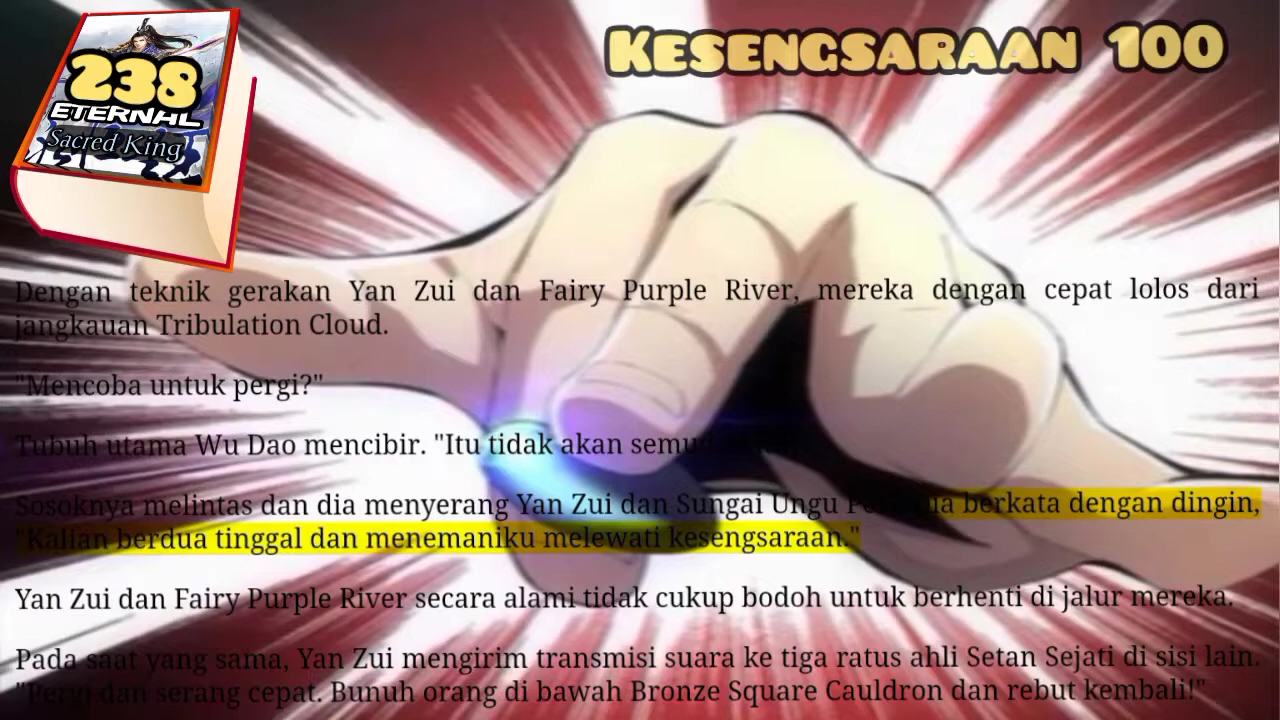 238
ETERNAL
Sacred King
KESENGSARAAN 100
Dengan teknik gerakan Yan Zui dan Fairy Purple River, mereka dengan cepat lolos dari
jangkauan Tribulation Cloud.
"Mencoba untuk pergi?"
Tubuh utama Wu Dao mencibir. "Itu tidak akan
Sosoknya melintas dan dia menyerang Yan Zui dan Sungai Ungu berkata dengan dingin,
"Kalian berdua tinggal dan menemaniku melewati kesengsaraan."
Yan Zui dan Fairy Purple River secara alami tidak cukup bodoh untuk berhenti di jalur mereka.
Pada saat yang sama, Yan Zui mengirim transmisi suara ke tiga ratus ahli Setan Sejati di sisi lain.
"Pergi dan serang cepat. Bunuh orang di bawah Bronze Square Cauldron dan rebut kembali!"